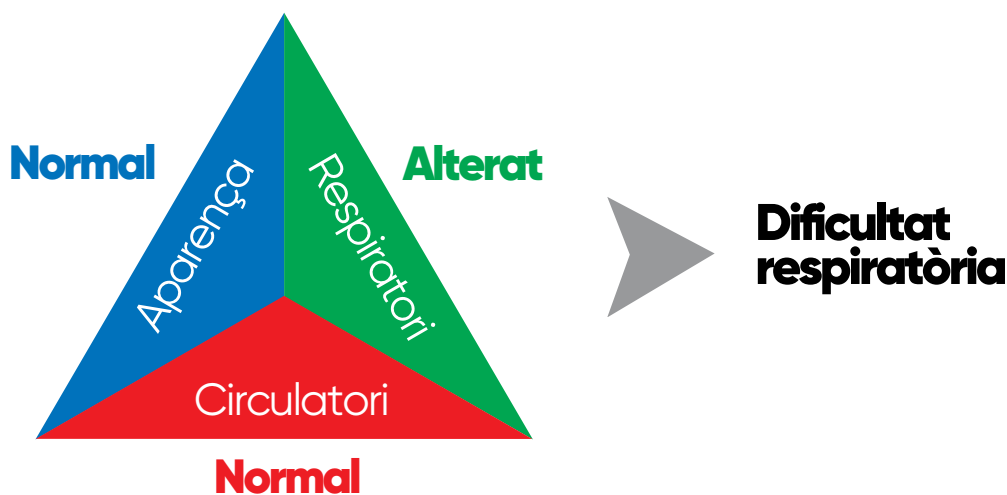 Normal
Aparença
Respiratori
Alterat
Circulatori
Normal
Dificultat
respiratòria